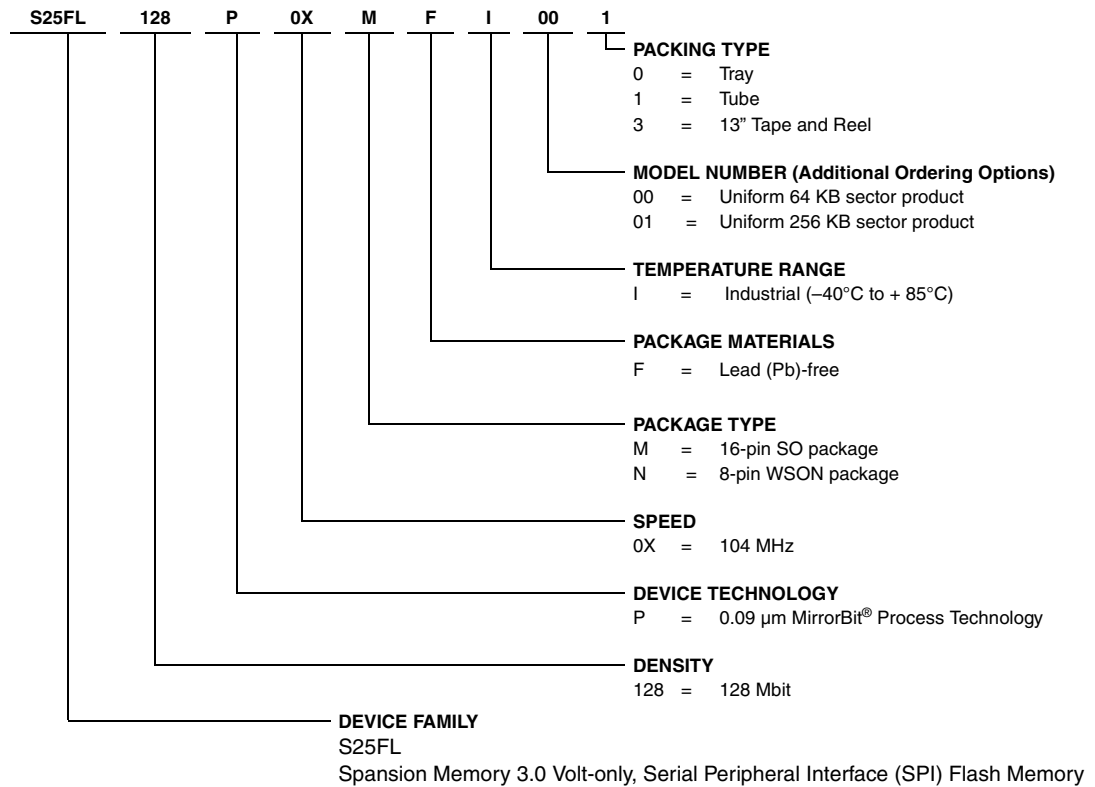 S25FL 128 P 0X M F I 00 1
PACKING TYPE
0 = Tray
1 = Tube
3 = 13” Tape and Reel
MODEL NUMBER (Additional Ordering Options)
00 = Uniform 64 KB sector product
01 = Uniform 256 KB sector product
TEMPERATURE RANGE
I = Industrial (–40°C to + 85°C)
PACKAGE MATERIALS
F = Lead (Pb)-free
PACKAGE TYPE
M = 16-pin SO package
N = 8-pin WSON package
SPEED
0X = 104 MHz
DEVICE TECHNOLOGY
P = 0.09 µm MirrorBit® Process Technology
DENSITY
128 = 128 Mbit
DEVICE FAMILY
S25FL
Spansion Memory 3.0 Volt-only, Serial Peripheral Interface (SPI) Flash Memory